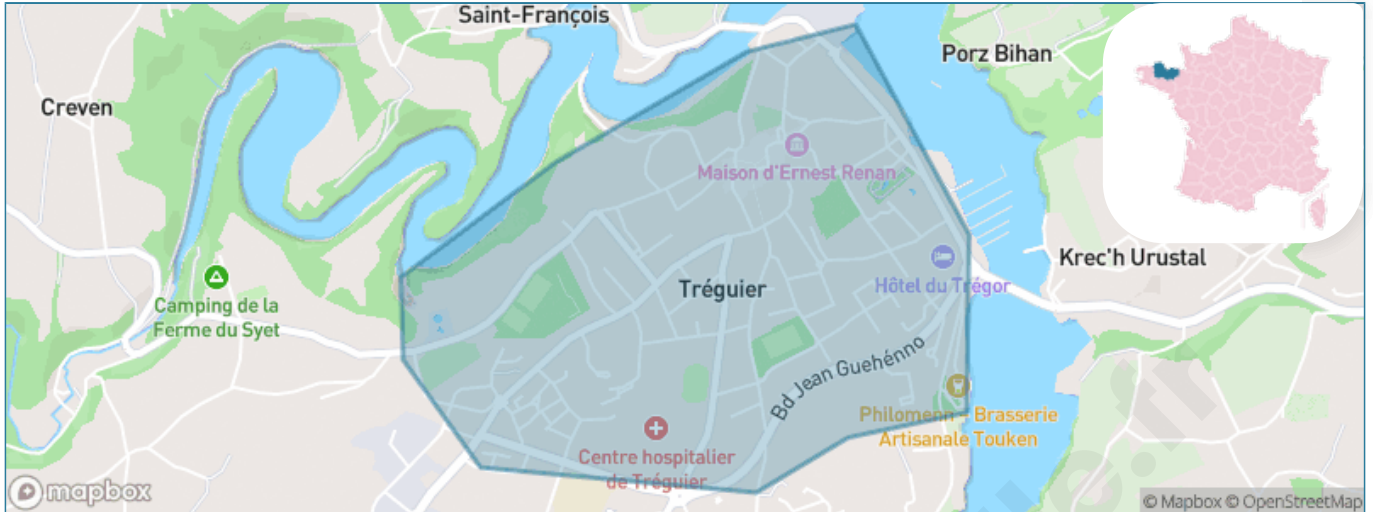 Saint-François
Porz Bihan
Creven
Maison d'Ernest Renan
Krec'h Urustal
Hôtel du Trégor
Tréguier
Camping de la
Ferme du Syet
Bd Jean Guehénno
Philomenn - Brasserie
Artisanale Touken
Centre hospitalier
de Tréguier
mapbox
© Mapbox © OpenStreetMap